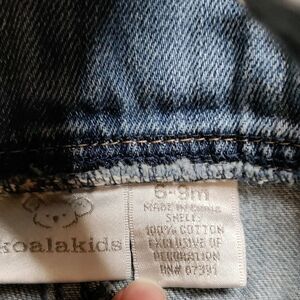 koalakids
6-9m
MADE IN CHINA
SHELL:
100% COTTON
EXCLUSIVE OF
DECORATION
RN# 67391